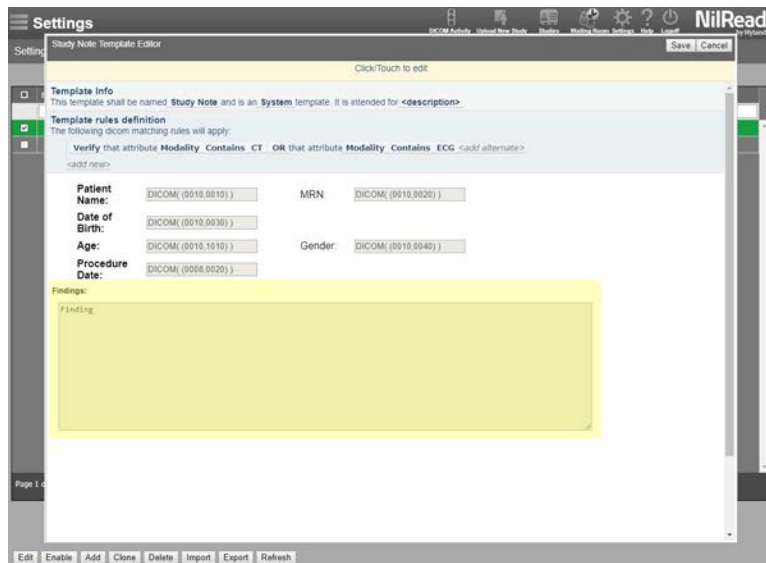 Settings
DICOM Activity Upload New Study Studies Waiting Room Settings Help Logoff
NilRead
by Hyland
Setting
Study Note Template Editor
Save Cancel
Click/Touch to edit
Template Info
This template shall be named Study Note and is an System template. It is intended for <description>
Template rules definition
The following dicom matching rules will apply:
Verify that attribute Modality Contains CT OR that attribute Modality Contains ECG <add alternate>
<add new>
Patient Name: DICOM( (0010,0010) ) MRN: DICOM( (0010,0020) )
Date of Birth: DICOM( (0010,0030) )
Age: DICOM( (0010,1010) ) Gender: DICOM( (0010,0040) )
Procedure Date: DICOM( (0008,0020) )
Findings:
Finding
Page 1
Edit Enable Add Clone Delete Import Export Refresh